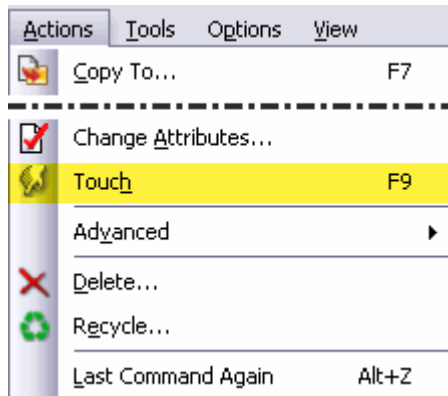 Actions Tools Options View
Copy To... F7
Change Attributes...
Touch F9
Advanced
Delete...
Recycle...
Last Command Again Alt+Z